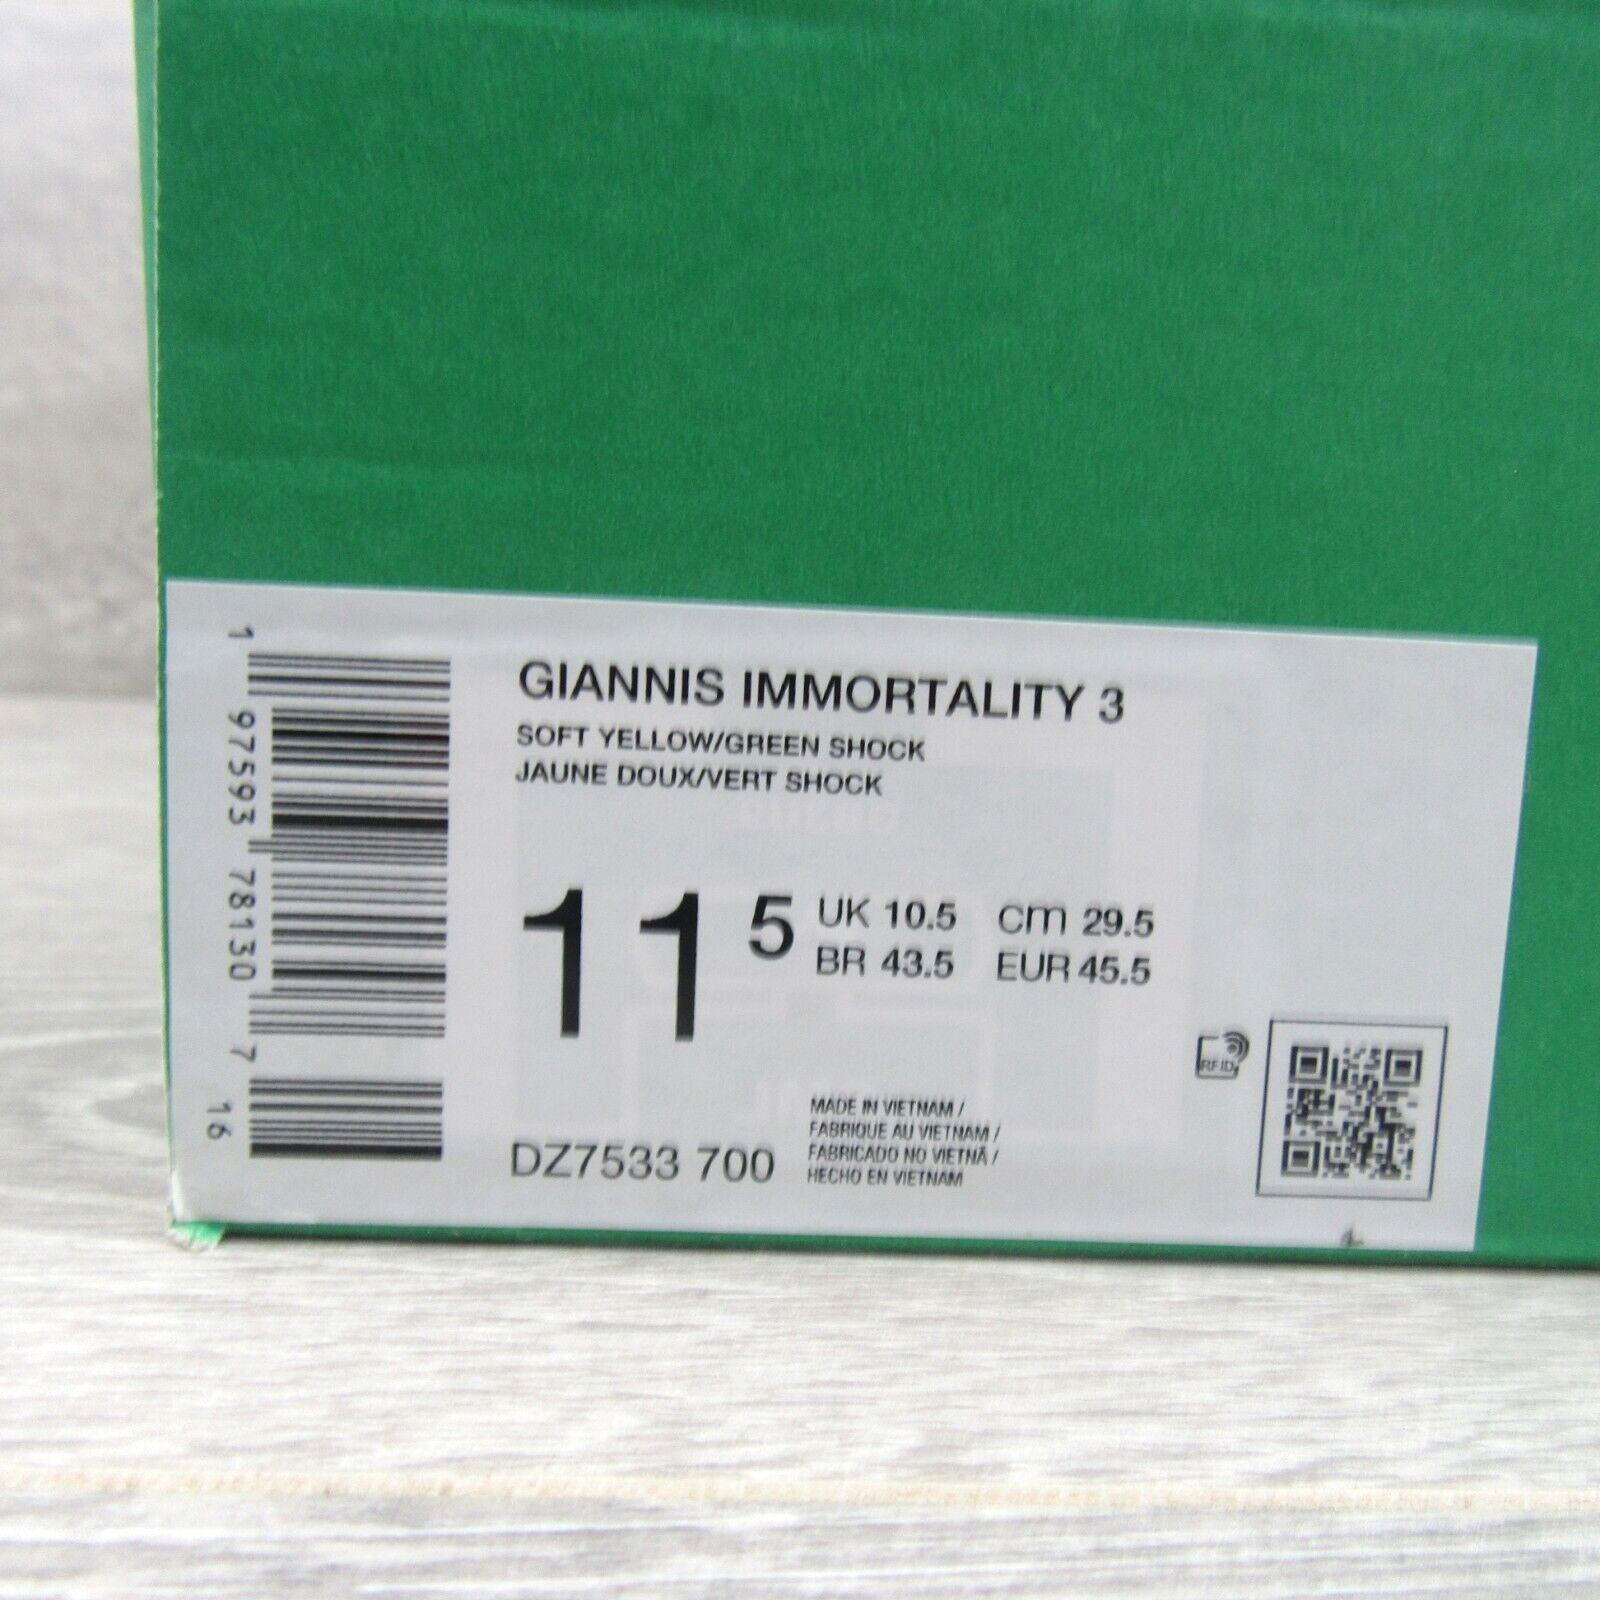 GIANNIS IMMORTALITY 3
SOFT YELLOW/GREEN SHOCK
JAUNE DOUX/VERT SHOCK
11 5
UK 10.5 cm 29.5
BR 43.5 EUR 45.5
DZ7533 700
MADE IN VIETNAM /
FABRIQUE AU VIETNAM /
FABRICADO NO VIETNÃ /
HECHO EN VIETNAM
RFID
1 97593 78130 7
16